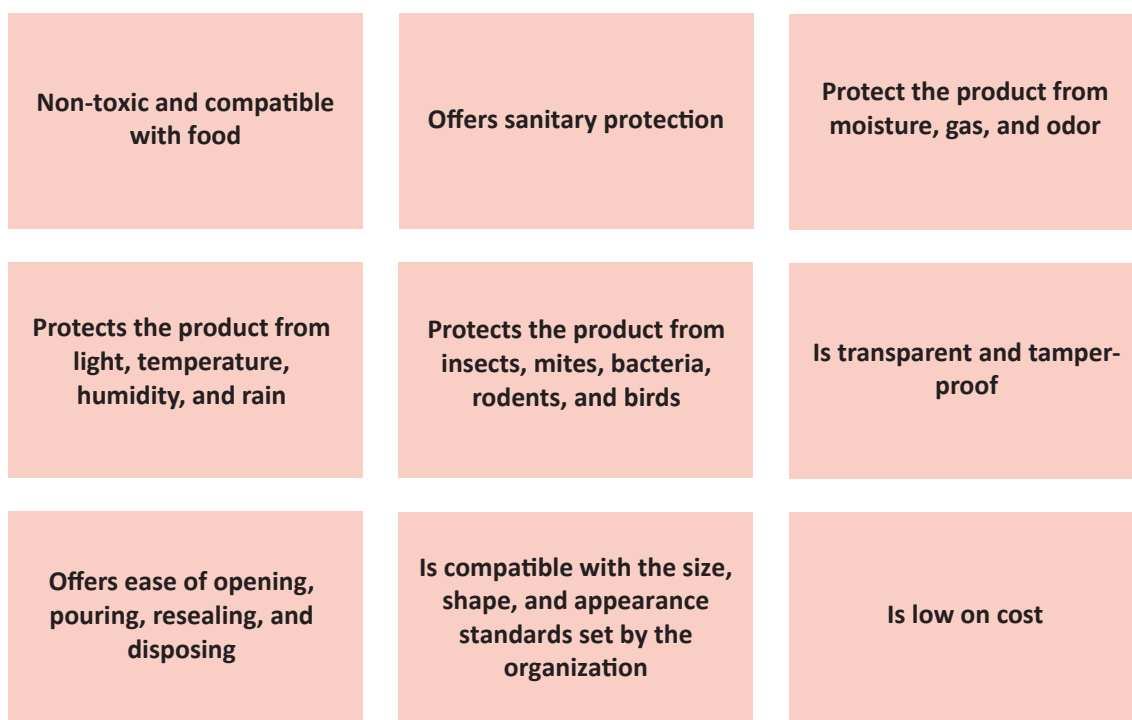 Non-toxic and compatible
with food
Offers sanitary protection
Protect the product from
moisture, gas, and odor
Protects the product from
light, temperature,
humidity, and rain
Protects the product from
insects, mites, bacteria,
rodents, and birds
Is transparent and tamper-
proof
Offers ease of opening,
pouring, resealing, and
disposing
Is compatible with the size,
shape, and appearance
standards set by the
organization
Is low on cost